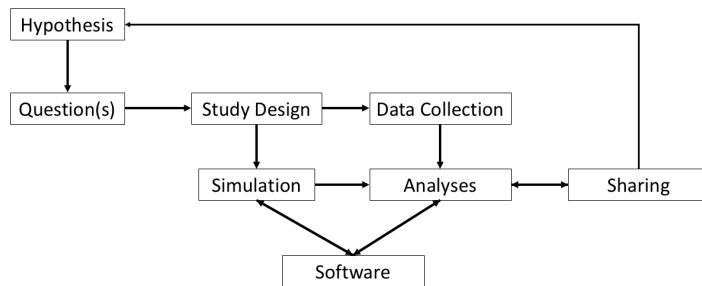 Hypothesis
Question(s)
Study Design
Data Collection
Simulation
Analyses
Sharing
Software